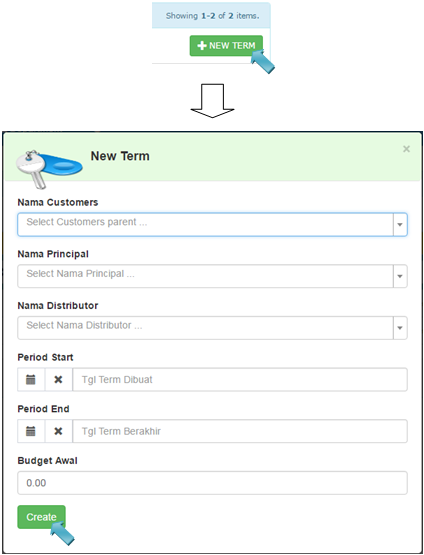 Showing 1-2 of 2 items.
NEW TERM
New Term
×
Nama Customers
Select Customers parent ...
Nama Principal
Select Nama Principal ...
Nama Distributor
Select Nama Distributor ...
Period Start
Tgl Term Dibuat
Period End
Tgl Term Berakhir
Budget Awal
0.00
Create